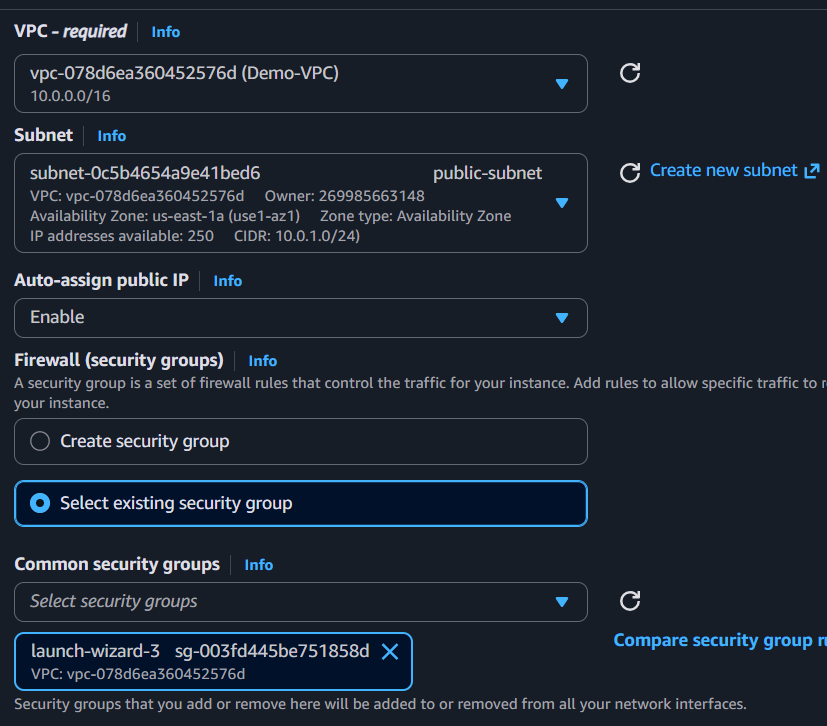 VPC – required Info
vpc-078d6ea360452576d (Demo-VPC)
10.0.0.0/16
Subnet Info
subnet-0c5b4654a9e41bed6 public-subnet
VPC: vpc-078d6ea360452576d Owner: 269985663148
Availability Zone: us-east-1a (use1-az1) Zone type: Availability Zone
IP addresses available: 250 CIDR: 10.0.1.0/24)
Create new subnet
Auto-assign public IP Info
Enable
Firewall (security groups) Info
A security group is a set of firewall rules that control the traffic for your instance. Add rules to allow specific traffic to
your instance.
Create security group
Select existing security group
Common security groups Info
Select security groups
Compare security group
launch-wizard-3 sg-003fd445be751858d
VPC: vpc-078d6ea360452576d
Security groups that you add or remove here will be added to or removed from all your network interfaces.